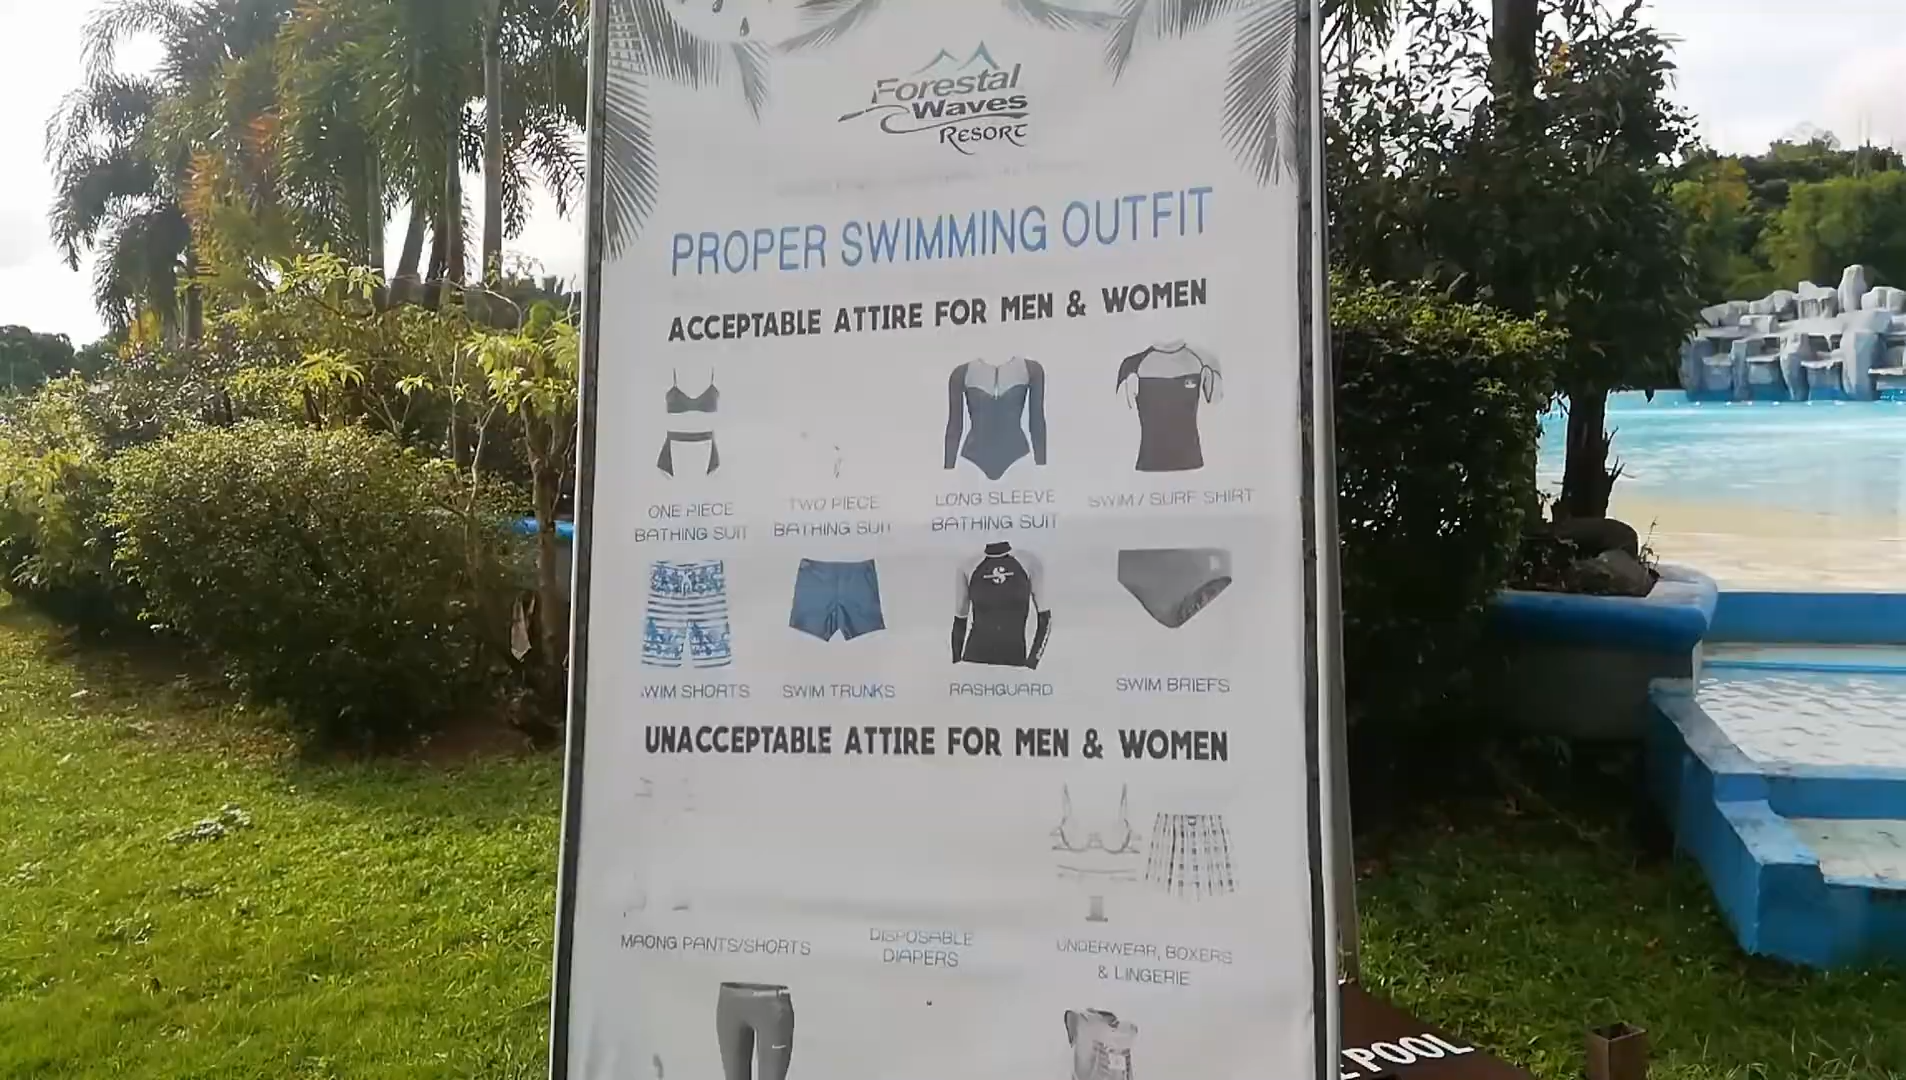 Forestal
Waves
RESORT
PROPER SWIMMING OUTFIT
ACCEPTABLE ATTIRE FOR MEN & WOMEN
ONE PIECE
BATHING SUIT
TWO PIECE
BATHING SUIT
LONG SLEEVE
BATHING SUIT
SWIM / SURF SHIRT
WIM SHORTS
SWIM TRUNKS
RASHGUARD
SWIM BRIEFS
UNACCEPTABLE ATTIRE FOR MEN & WOMEN
MAONG PANTS/SHORTS
DISPOSABLE
DIAPERS
UNDERWEAR, BOXERS
& LINGERIE
E POOL